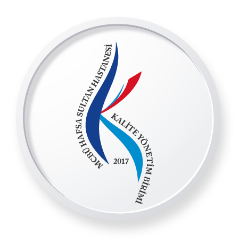 MCBÜ HAFSA SULTAN HASTANESİ
KALİTE YÖNETİM BİRİMİ
2017